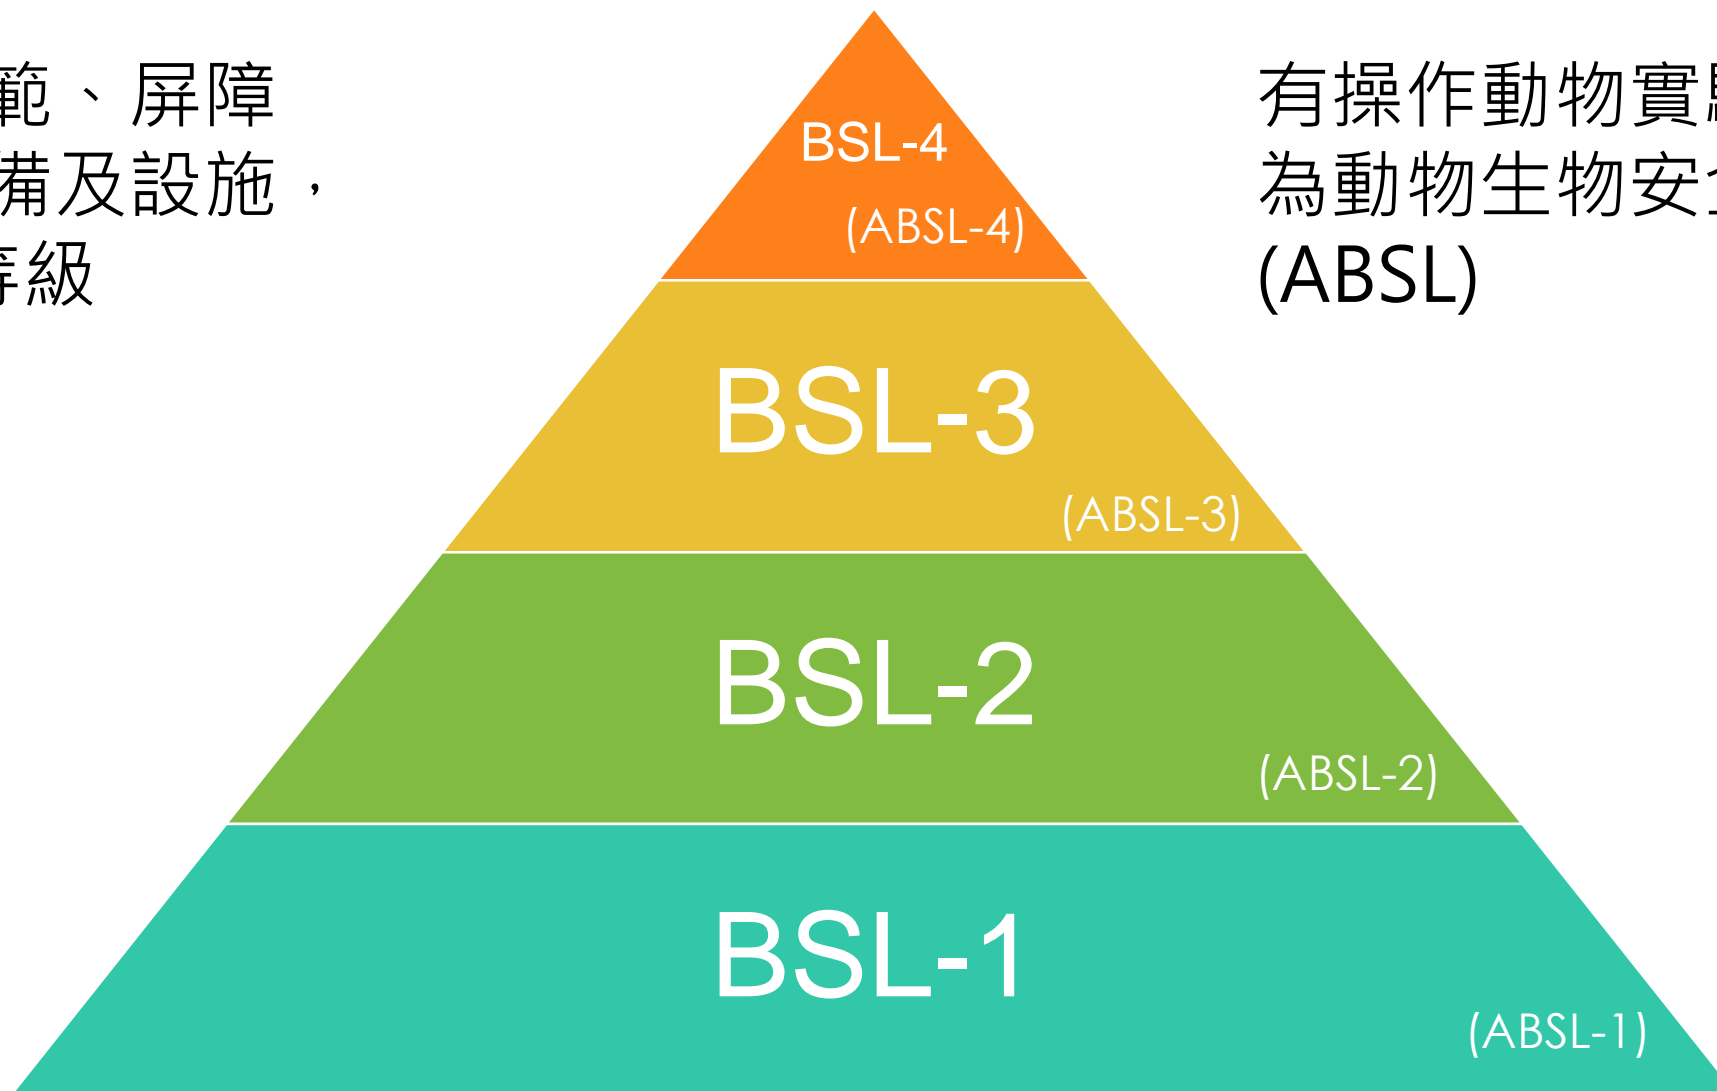 範、屏障
備及設施，
等級
有操作動物實驗
為動物生物安全
(ABSL)
BSL-4
(ABSL-4)
BSL-3
(ABSL-3)
BSL-2
(ABSL-2)
BSL-1
(ABSL-1)